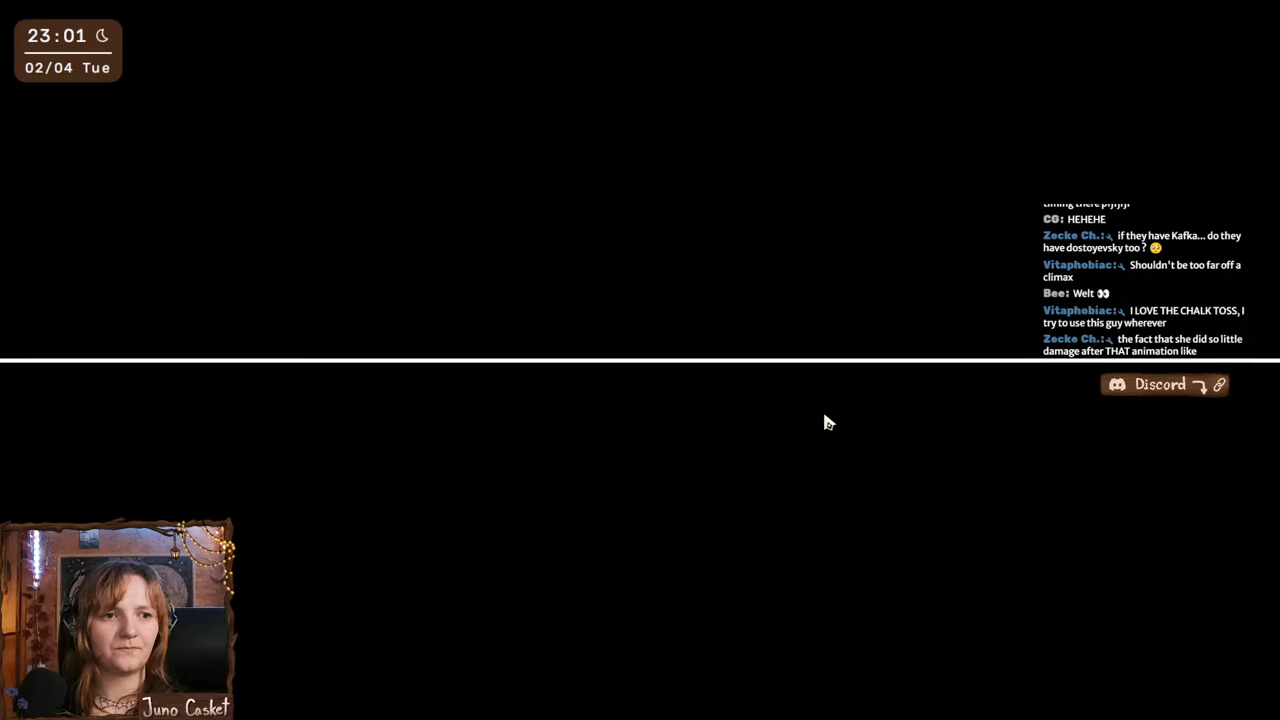 23:01
02/04 Tue
CG: HEHEHE
Zecke Ch.: if they have Kafka... do they
have dostoyevsky too ? 🥺
Vitaphobiac: Shouldn't be too far off a
climax
Bee: Welt 👀
Vitaphobiac: I LOVE THE CHALK TOSS, I
try to use this guy wherever
Zecke Ch.: the fact that she did so little
damage after THAT animation like
Discord
Juno Casket